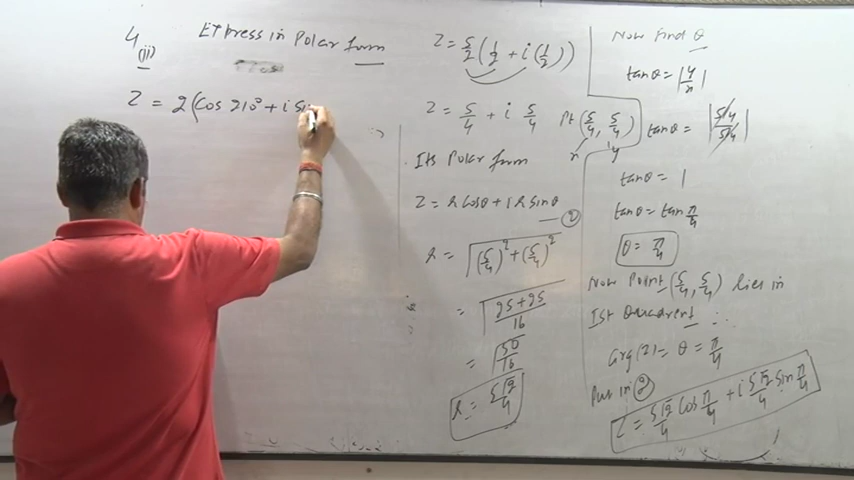 4 (ii) Express in Polar form
Z = 2(Cos 210° + i Si
Z = 5/2 (1/2 + i(1/2))
Z = 5/4 + i 5/4
Pt (5/4, 5/4)
x y
Its Polar form
Z = r Cosθ + i r Sinθ — ②
r = √((5/4)² + (5/4)²)
= √((25+25)/16)
= √(50/16)
r = 5√2/4
Now find θ
tanθ = |y/x|
tanθ = |(5/4)/(5/4)|
tanθ = 1
tanθ = tan π/4
θ = π/4
Now Point (5/4, 5/4) lies in
Ist Quadrent
arg(Z) = θ = π/4
Put in ②
Z = 5√2/4 Cos π/4 + i 5√2/4 Sin π/4